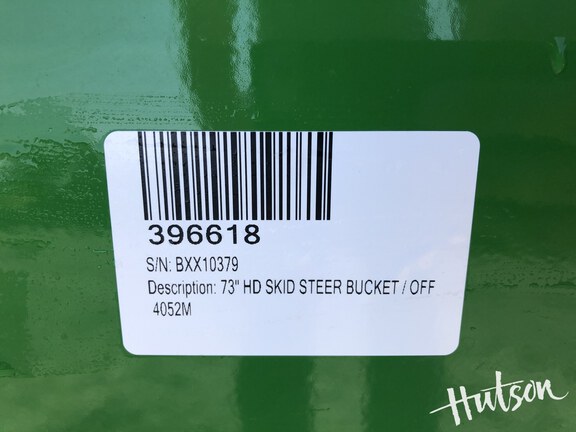 396618
S/N: BXX10379
Description: 73" HD SKID STEER BUCKET / OFF
4052M
Hutson